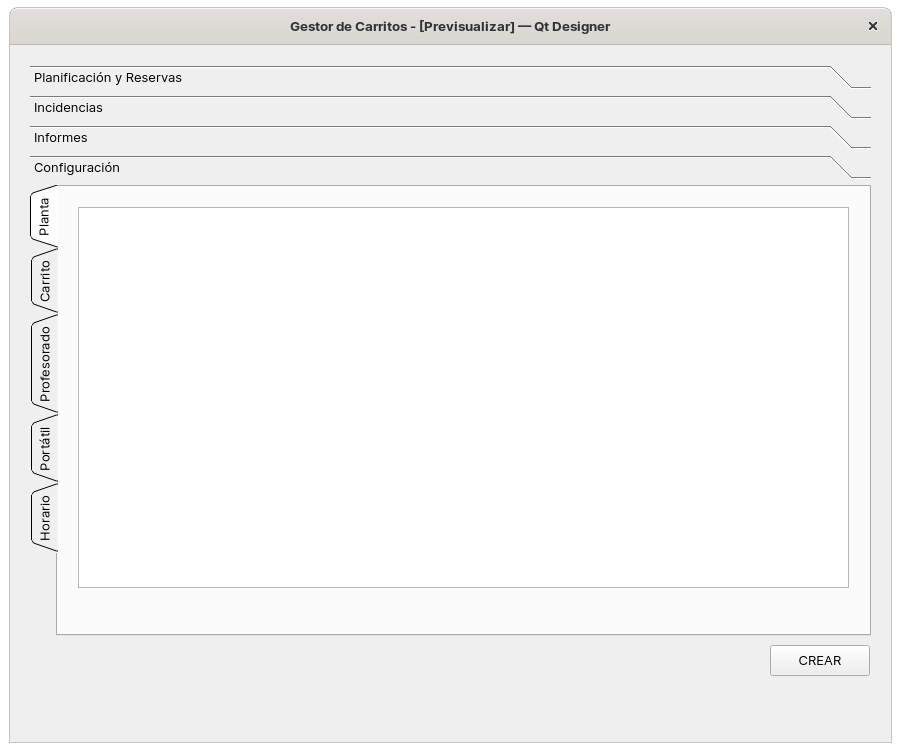 Gestor de Carritos - [Previsualizar] — Qt Designer
Planificación y Reservas
Incidencias
Informes
Configuración
Planta
Carrito
Profesorado
Portátil
Horario
CREAR